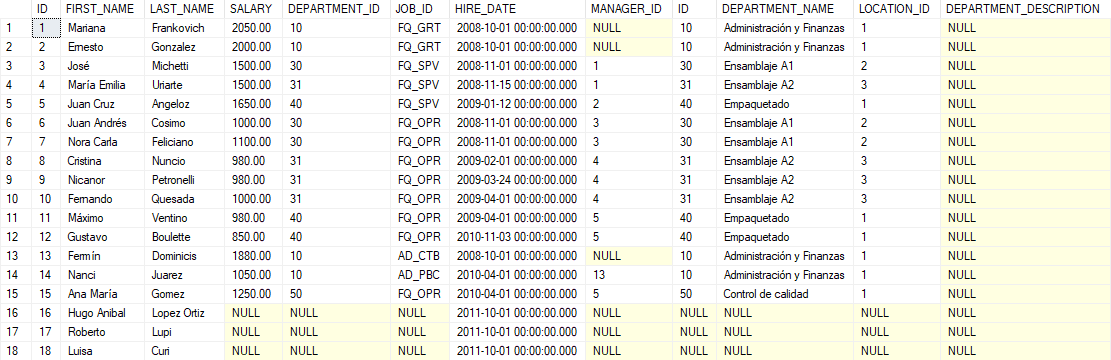 ID FIRST_NAME LAST_NAME SALARY DEPARTMENT_ID JOB_ID HIRE_DATE MANAGER_ID ID DEPARTMENT_NAME LOCATION_ID DEPARTMENT_DESCRIPTION
1 1 Mariana Frankovich 2050.00 10 FQ_GRT 2008-10-01 00:00:00.000 NULL 10 Administración y Finanzas 1 NULL
2 2 Ernesto Gonzalez 2000.00 10 FQ_GRT 2008-10-01 00:00:00.000 NULL 10 Administración y Finanzas 1 NULL
3 3 José Michetti 1500.00 30 FQ_SPV 2008-11-01 00:00:00.000 1 30 Ensamblaje A1 2 NULL
4 4 María Emilia Uriarte 1500.00 31 FQ_SPV 2008-11-15 00:00:00.000 1 31 Ensamblaje A2 3 NULL
5 5 Juan Cruz Angeloz 1650.00 40 FQ_SPV 2009-01-12 00:00:00.000 2 40 Empaquetado 1 NULL
6 6 Juan Andrés Cosimo 1000.00 30 FQ_OPR 2008-11-01 00:00:00.000 3 30 Ensamblaje A1 2 NULL
7 7 Nora Carla Feliciano 1100.00 30 FQ_OPR 2008-11-01 00:00:00.000 3 30 Ensamblaje A1 2 NULL
8 8 Cristina Nuncio 980.00 31 FQ_OPR 2009-02-01 00:00:00.000 4 31 Ensamblaje A2 3 NULL
9 9 Nicanor Petronelli 980.00 31 FQ_OPR 2009-03-24 00:00:00.000 4 31 Ensamblaje A2 3 NULL
10 10 Fernando Quesada 1000.00 31 FQ_OPR 2009-04-01 00:00:00.000 4 31 Ensamblaje A2 3 NULL
11 11 Máximo Ventino 980.00 40 FQ_OPR 2009-04-01 00:00:00.000 5 40 Empaquetado 1 NULL
12 12 Gustavo Boulette 850.00 40 FQ_OPR 2010-11-03 00:00:00.000 5 40 Empaquetado 1 NULL
13 13 Fermín Dominicis 1880.00 10 AD_CTB 2008-10-01 00:00:00.000 NULL 10 Administración y Finanzas 1 NULL
14 14 Nanci Juarez 1050.00 10 AD_PBC 2010-04-01 00:00:00.000 13 10 Administración y Finanzas 1 NULL
15 15 Ana María Gomez 1250.00 50 FQ_OPR 2010-04-01 00:00:00.000 5 50 Control de calidad 1 NULL
16 16 Hugo Anibal Lopez Ortiz NULL NULL NULL 2011-10-01 00:00:00.000 NULL NULL NULL NULL NULL
17 17 Roberto Lupi NULL NULL NULL 2011-10-01 00:00:00.000 NULL NULL NULL NULL NULL
18 18 Luisa Curi NULL NULL NULL 2011-10-01 00:00:00.000 NULL NULL NULL NULL NULL